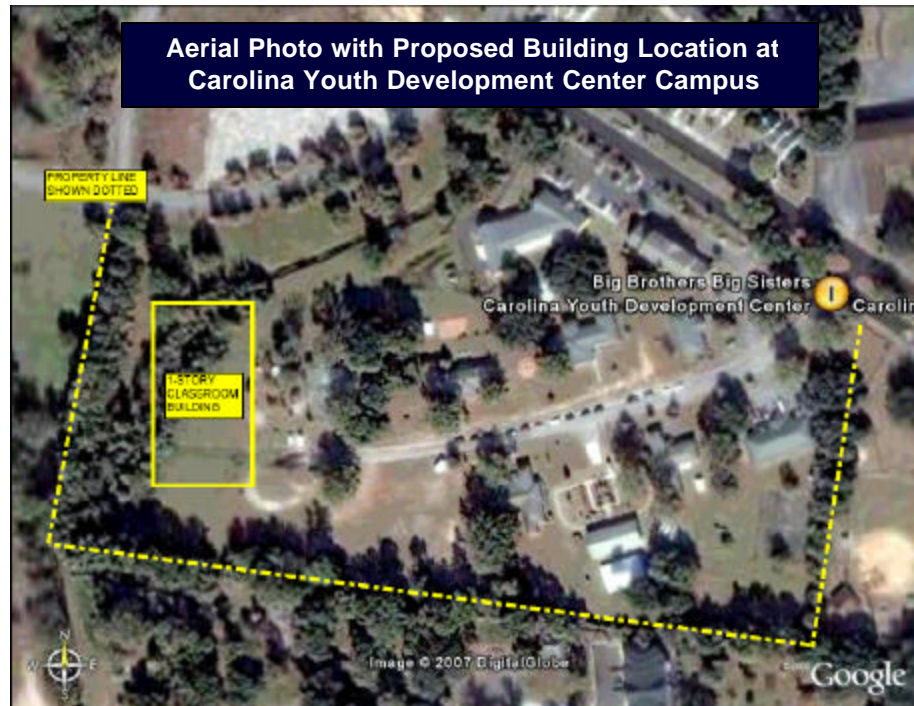 Aerial Photo with Proposed Building Location at
Carolina Youth Development Center Campus
PROPERTY LINE
SHOWN DOTTED
Big Brothers Big Sisters
Carolina Youth Development Center
I
Carolin
1-STORY
CLASSROOM
BUILDING
N
W
E
S
Image © 2007 DigitalGlobe
Google